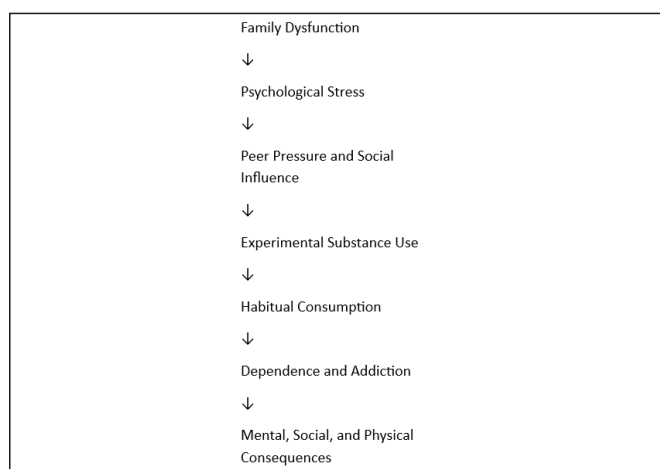 Family Dysfunction
↓
Psychological Stress
↓
Peer Pressure and Social
Influence
↓
Experimental Substance Use
↓
Habitual Consumption
↓
Dependence and Addiction
↓
Mental, Social, and Physical
Consequences